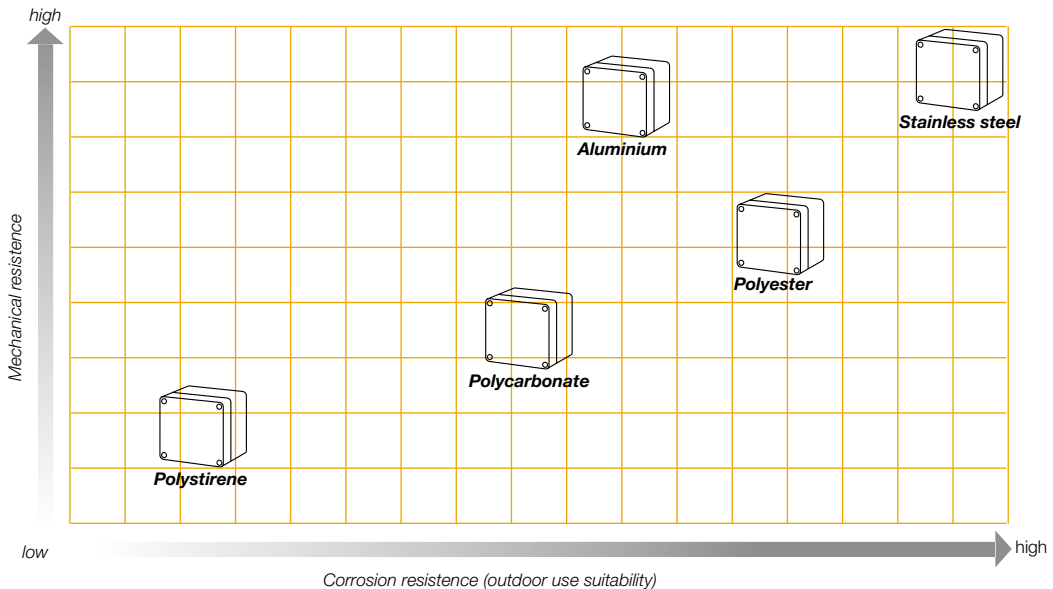 high
Stainless steel
Aluminium
Mechanical resistence
Polyester
Polycarbonate
Polystirene
low
high
Corrosion resistence (outdoor use suitability)